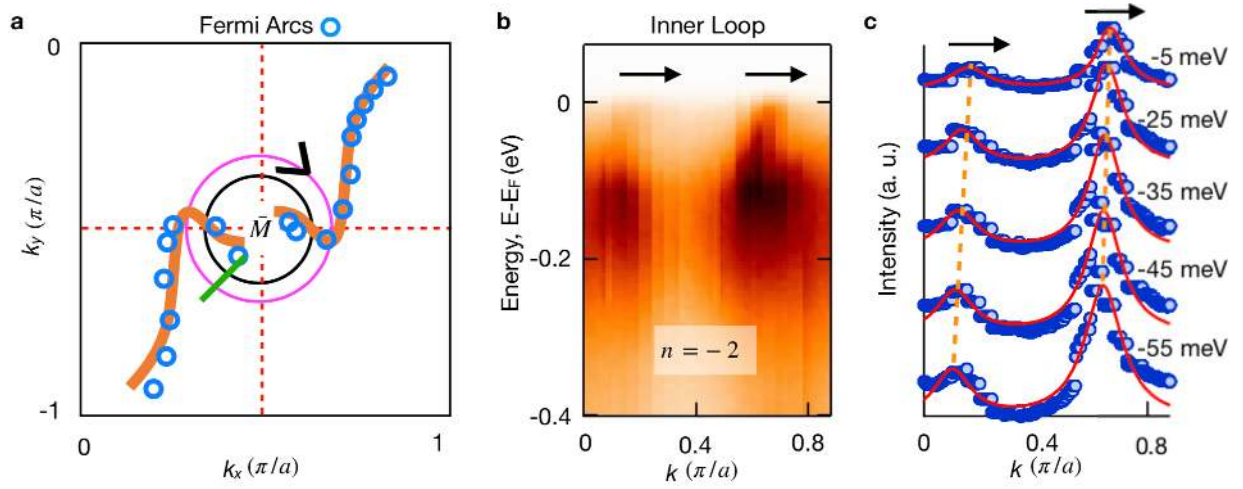 a
Fermi Arcs
0
-1
k_y (π/a)
M̄
0
1
k_x (π/a)
b
Inner Loop
Energy, E-E_F (eV)
0
-0.2
-0.4
n = - 2
0
0.4
0.8
k (π/a)
c
Intensity (a. u.)
-5 meV
-25 meV
-35 meV
-45 meV
-55 meV
0
0.4
0.8
k (π/a)